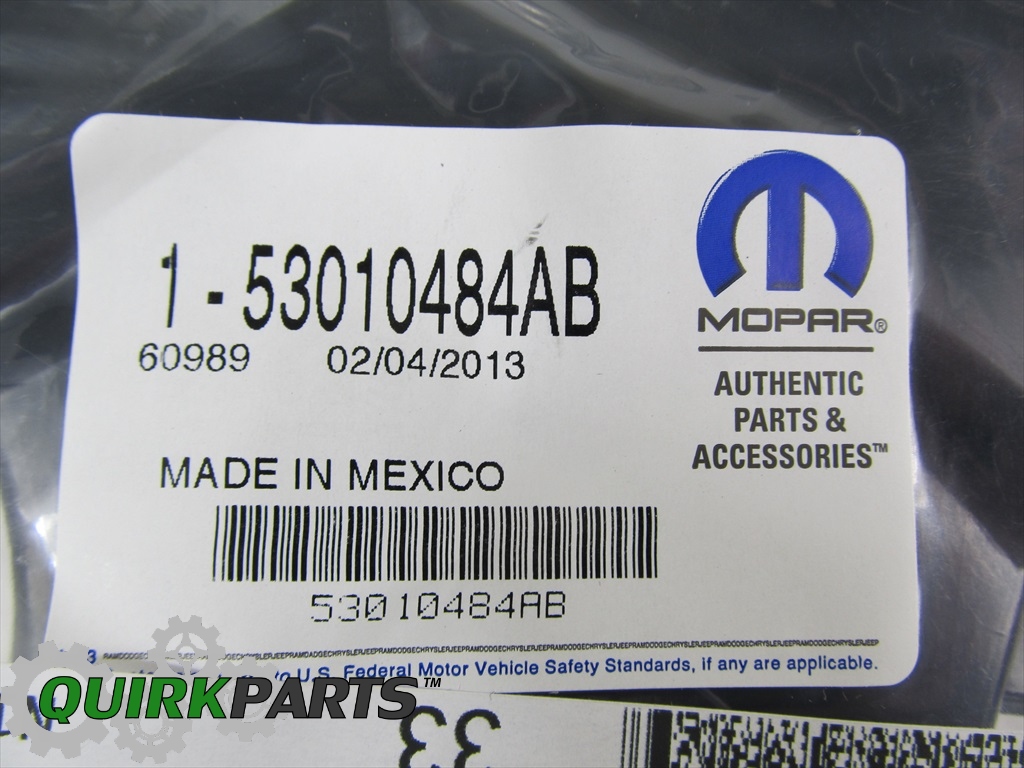 1 - 53010484AB
60989 02/04/2013
MADE IN MEXICO
53010484AB
MOPAR®
AUTHENTIC
PARTS &
ACCESSORIES™
U.S. Federal Motor Vehicle Safety Standards, if any are applicable.
QUIRKPARTS™
33